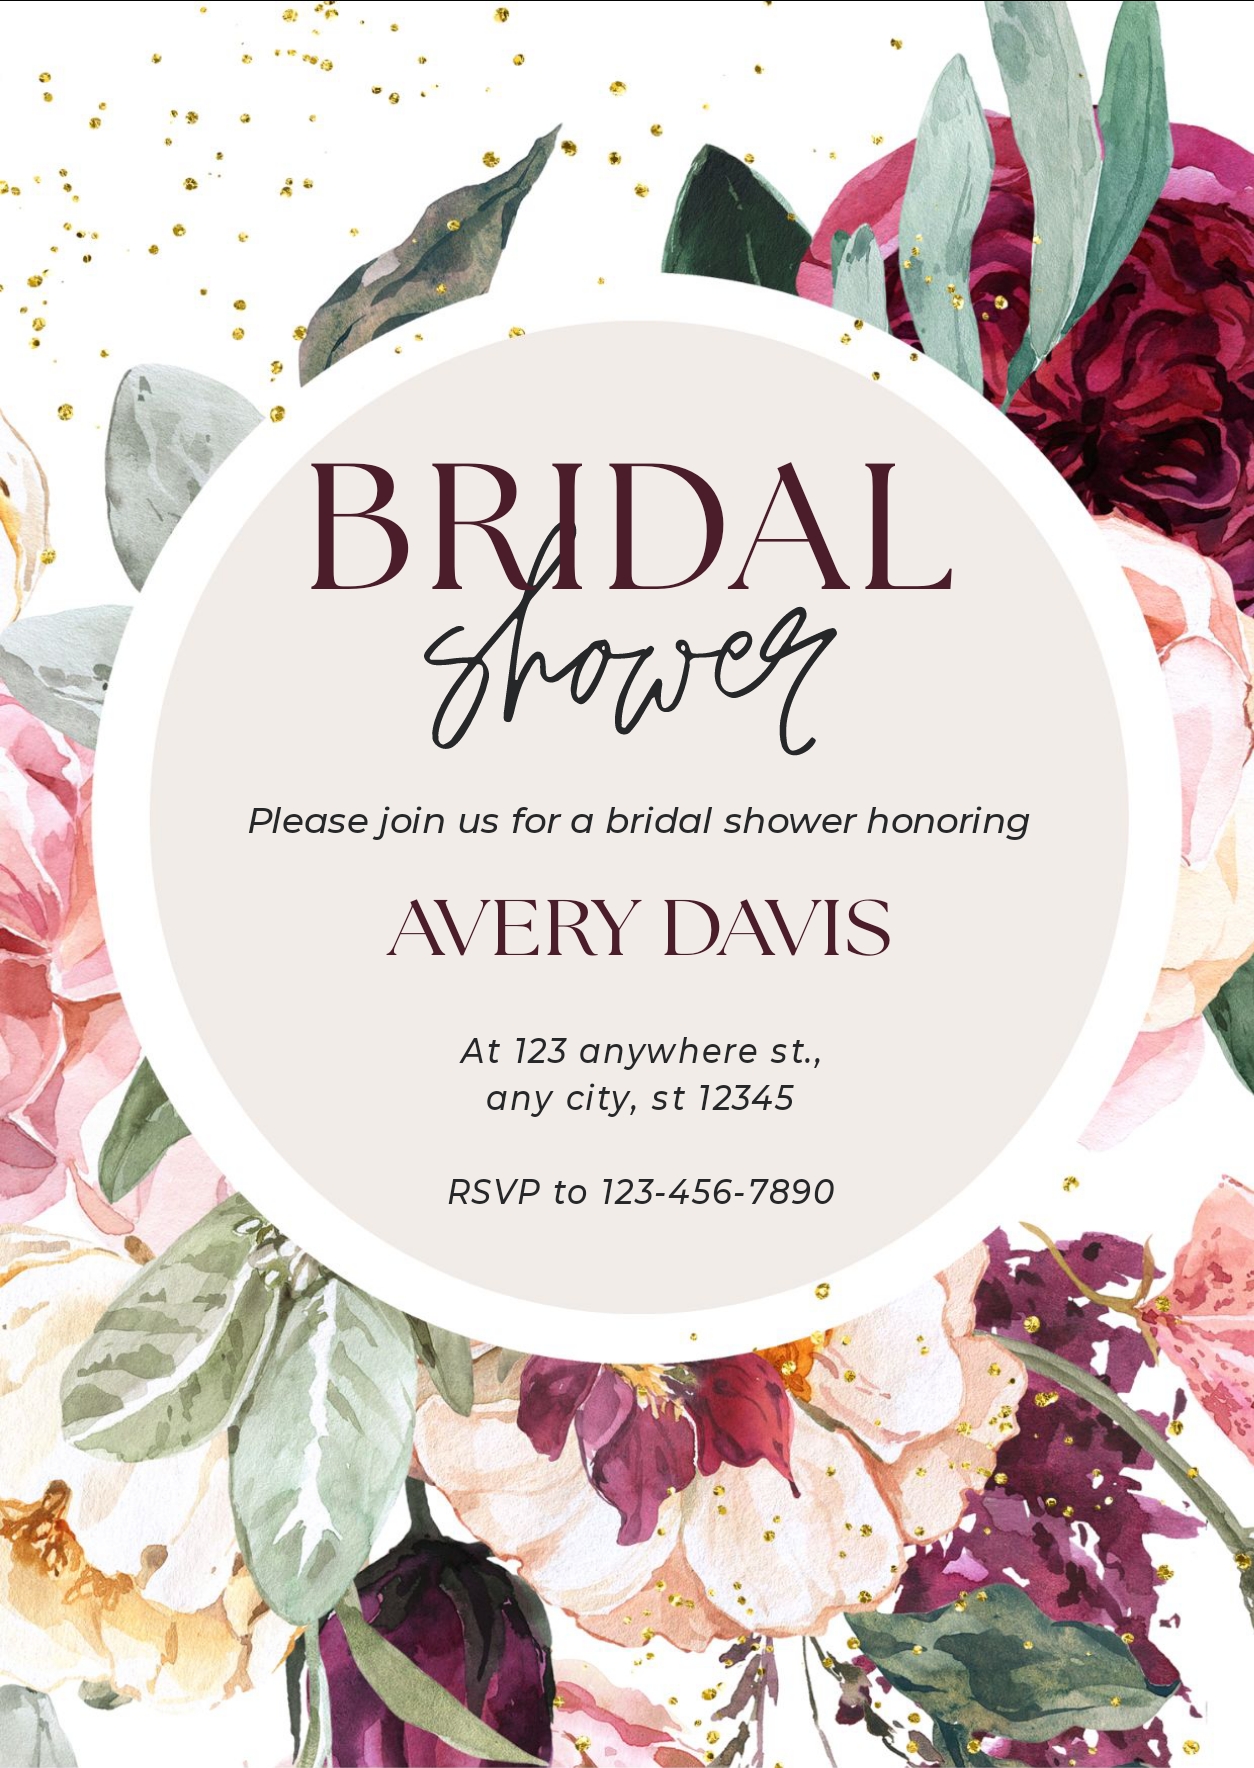 BRIDAL
shower
Please join us for a bridal shower honoring
AVERY DAVIS
At 123 anywhere st.,
any city, st 12345
RSVP to 123-456-7890